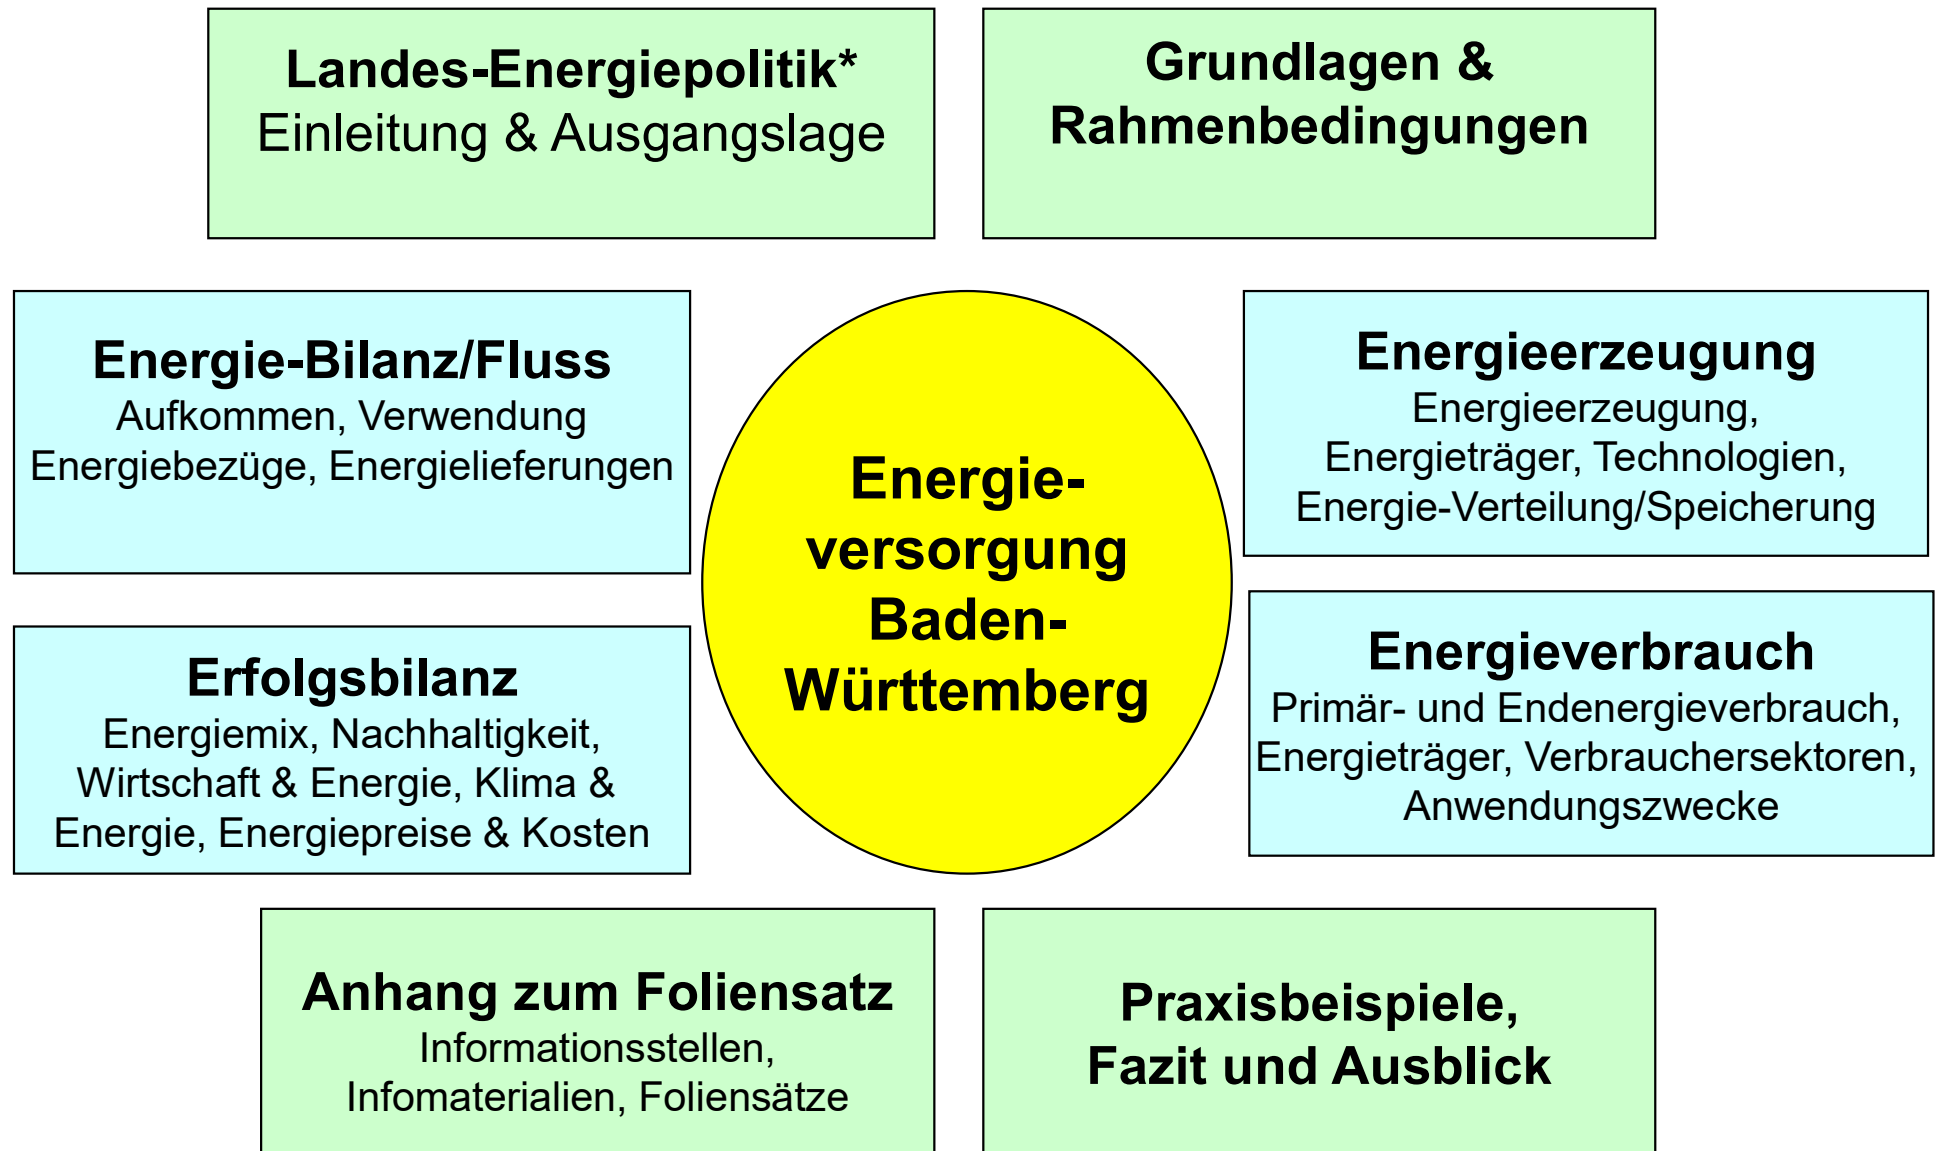 Landes-Energiepolitik*
Einleitung & Ausgangslage
Grundlagen &
Rahmenbedingungen
Energie-Bilanz/Fluss
Aufkommen, Verwendung
Energiebezüge, Energielieferungen
Energie-
versorgung
Baden-
Württemberg
Energieerzeugung
Energieerzeugung,
Energieträger, Technologien,
Energie-Verteilung/Speicherung
Erfolgsbilanz
Energiemix, Nachhaltigkeit,
Wirtschaft & Energie, Klima &
Energie, Energiepreise & Kosten
Energieverbrauch
Primär- und Endenergieverbrauch,
Energieträger, Verbrauchersektoren,
Anwendungszwecke
Anhang zum Foliensatz
Informationsstellen,
Infomaterialien, Foliensätze
Praxisbeispiele,
Fazit und Ausblick